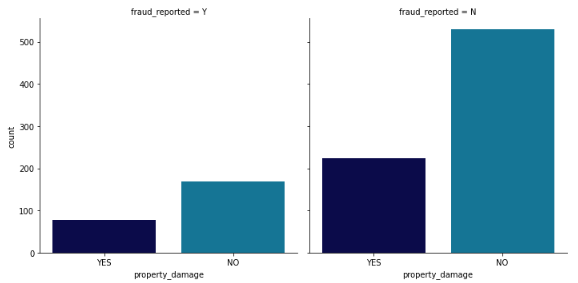 fraud_reported = Y
fraud_reported = N
500
400
300
200
100
0
count
YES
NO
YES
NO
property_damage
property_damage